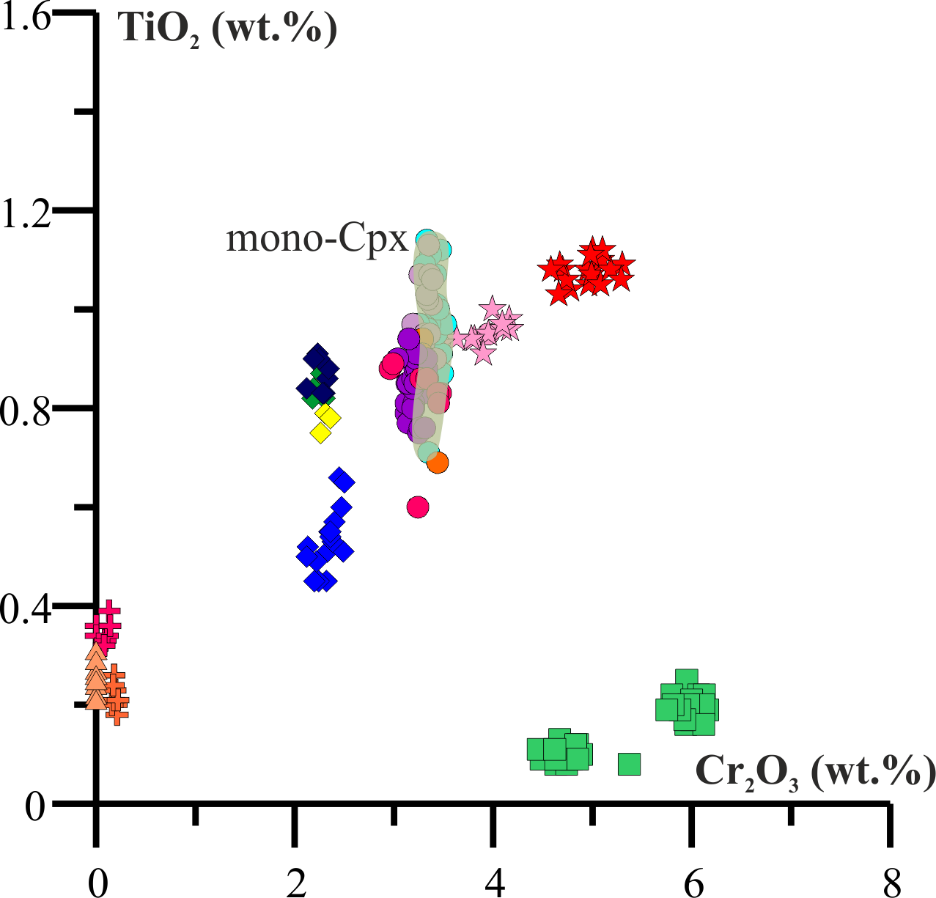 1.6
TiO₂ (wt.%)
1.2
mono-Cpx
0.8
0.4
Cr₂O₃ (wt.%)
0
0 2 4 6 8